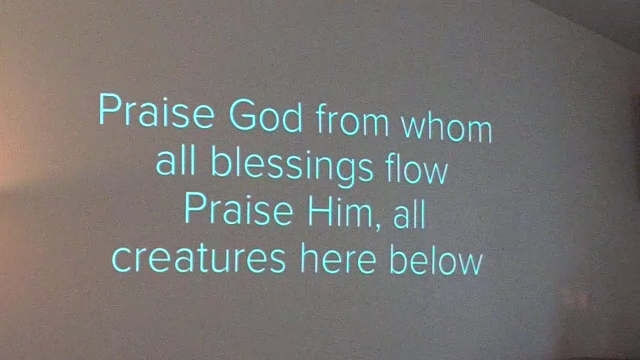 Praise God from whom
all blessings flow
Praise Him, all
creatures here below